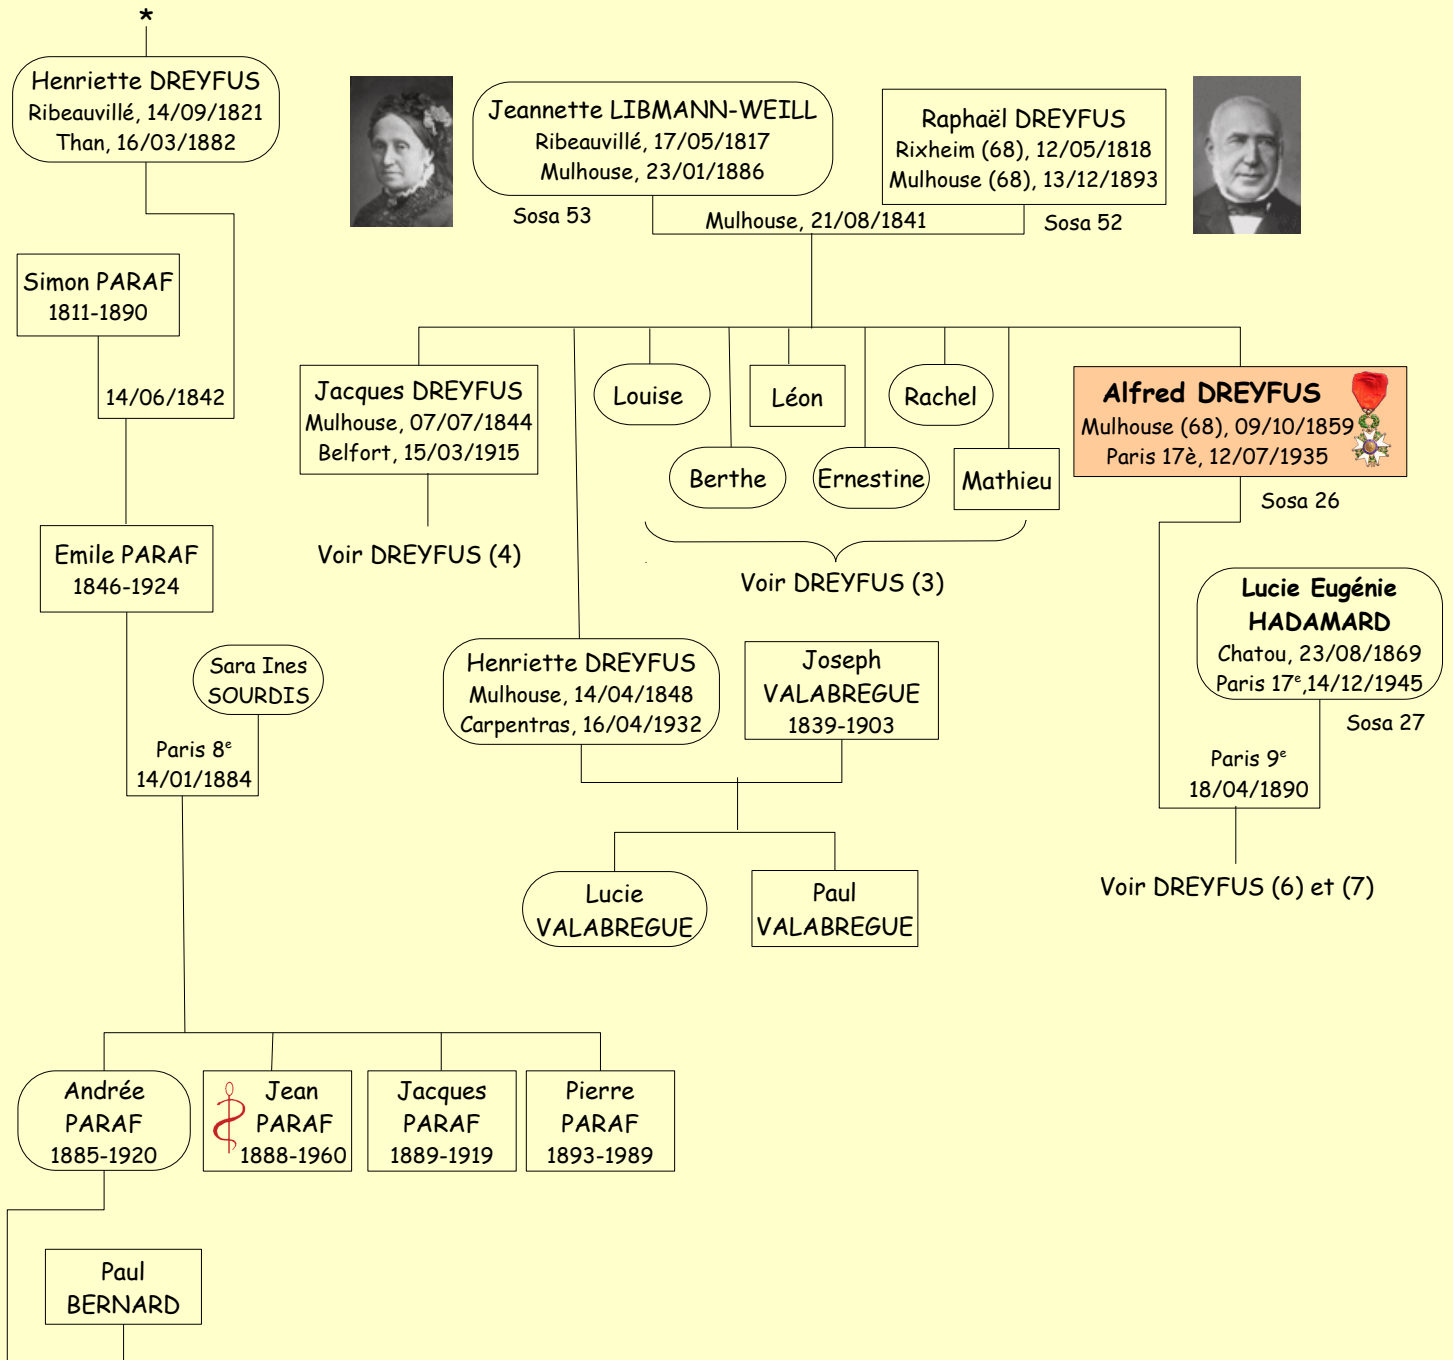 *
Henriette DREYFUS
Ribeauvillé, 14/09/1821
Than, 16/03/1882
Jeannette LIBMANN-WEILL
Ribeauvillé, 17/05/1817
Mulhouse, 23/01/1886
Sosa 53
Raphaël DREYFUS
Rixheim (68), 12/05/1818
Mulhouse (68), 13/12/1893
Sosa 52
Mulhouse, 21/08/1841
Simon PARAF
1811-1890
14/06/1842
Jacques DREYFUS
Mulhouse, 07/07/1844
Belfort, 15/03/1915
Voir DREYFUS (4)
Louise
Berthe
Léon
Ernestine
Rachel
Mathieu
Voir DREYFUS (3)
Alfred DREYFUS
Mulhouse (68), 09/10/1859
Paris 17è, 12/07/1935
Sosa 26
Emile PARAF
1846-1924
Sara Ines
SOURDIS
Paris 8e
14/01/1884
Henriette DREYFUS
Mulhouse, 14/04/1848
Carpentras, 16/04/1932
Joseph
VALABREGUE
1839-1903
Lucie Eugénie
HADAMARD
Chatou, 23/08/1869
Paris 17e,14/12/1945
Sosa 27
Paris 9e
18/04/1890
Voir DREYFUS (6) et (7)
Lucie
VALABREGUE
Paul
VALABREGUE
Andrée
PARAF
1885-1920
Jean
PARAF
1888-1960
Jacques
PARAF
1889-1919
Pierre
PARAF
1893-1989
Paul
BERNARD